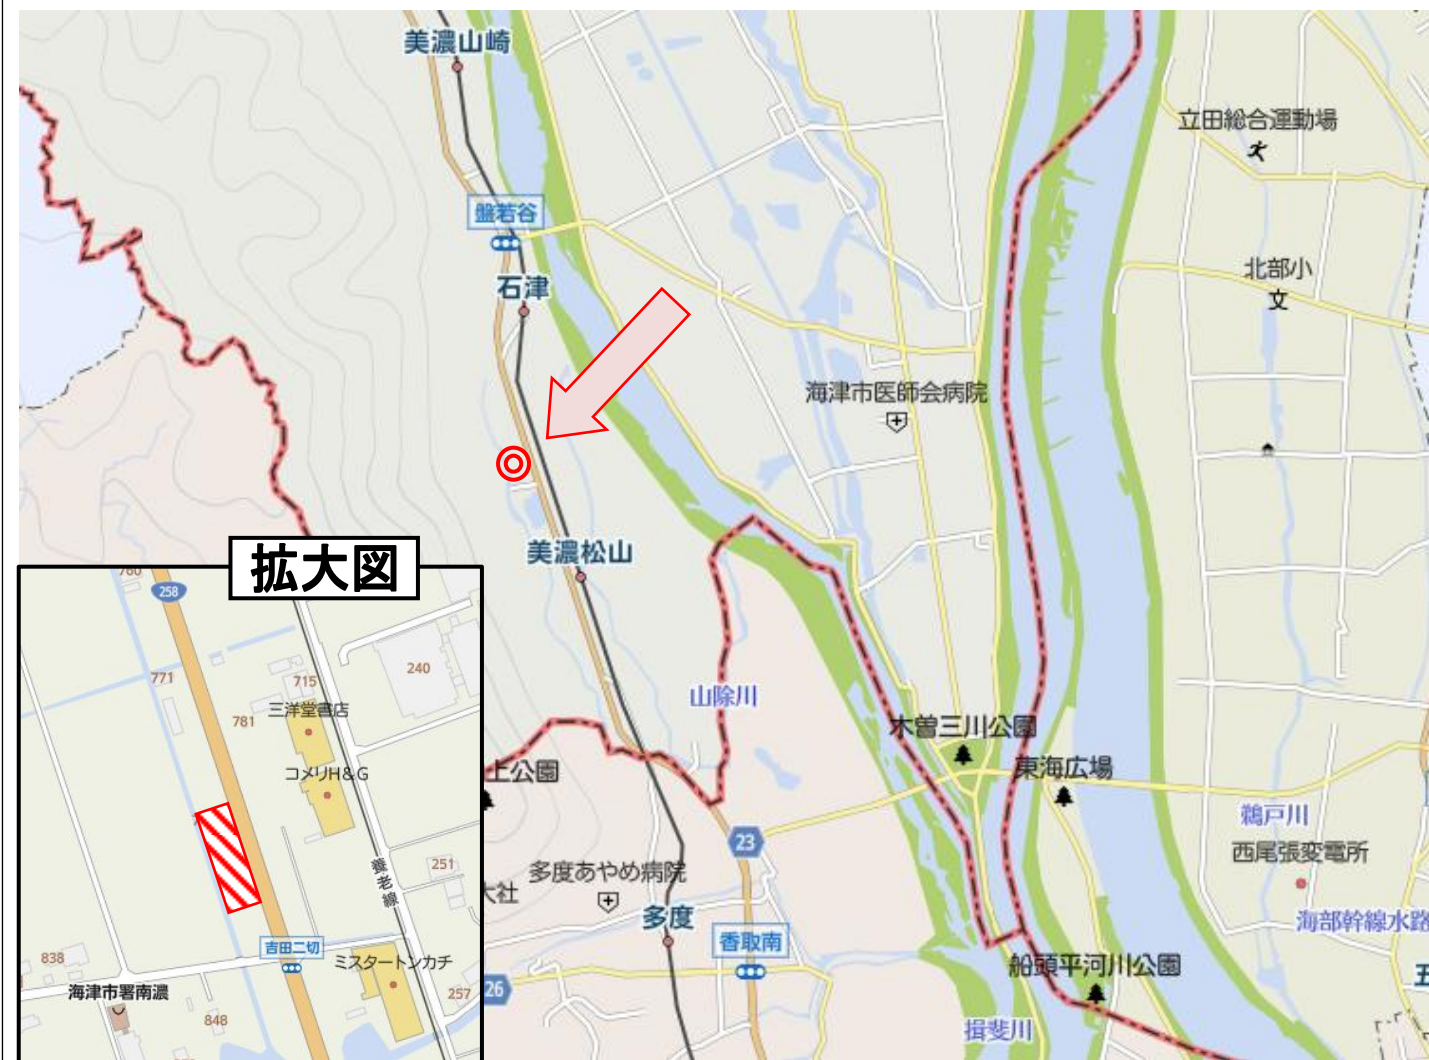 美濃山崎
立田総合運動場
盤若谷
北部小
文
石津
海津市医師会病院
美濃松山
山除川
木曽三川公園
東海広場
上公園
鵜戸川
23
西尾張変電所
多度あやめ病院
大社
多度
香取南
海部幹線水路
船頭平河川公園
五
26
揖斐川
拡大図
258
240
771
715
三洋堂書店
781
コメリH&G
養老線
251
吉田二切
838
ミスタートンカチ
海津市署南濃
257
848